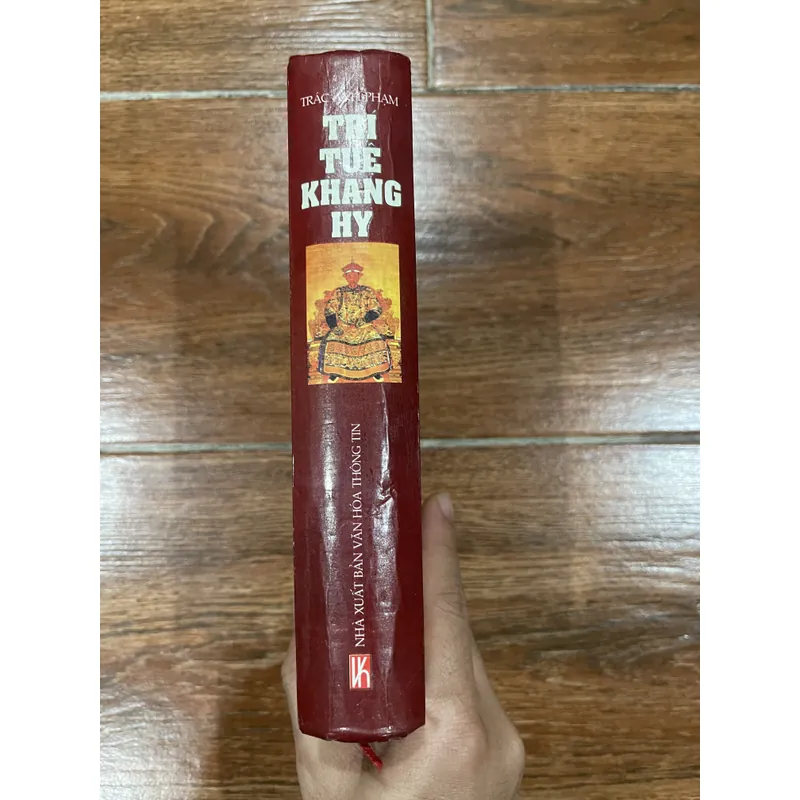 TRÁC PHẠM
TRÍ
TUỆ
KHANG
HY
NHÀ XUẤT BẢN VĂN HÓA THÔNG TIN